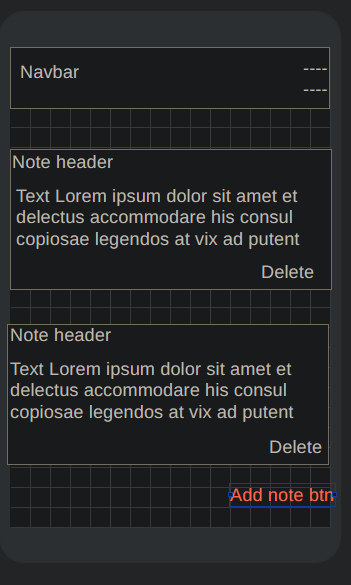 Navbar
----
----
Note header
Text Lorem ipsum dolor sit amet et
delectus accommodare his consul
copiosae legendos at vix ad putent
Delete
Note header
Text Lorem ipsum dolor sit amet et
delectus accommodare his consul
copiosae legendos at vix ad putent
Delete
Add note btn